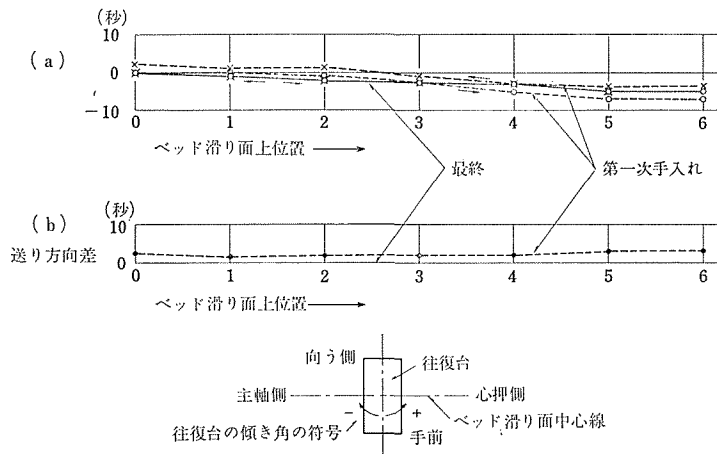 (秒)
(a)
10
0
-10
0 1 2 3 4 5 6
ベッド滑り面上位置
最終
第一次手入れ
(b)
(秒)
10
送り方向差
0
0 1 2 3 4 5 6
ベッド滑り面上位置
向う側
往復台
主軸側
心押側
- +
ベッド滑り面中心線
往復台の傾き角の符号
手前